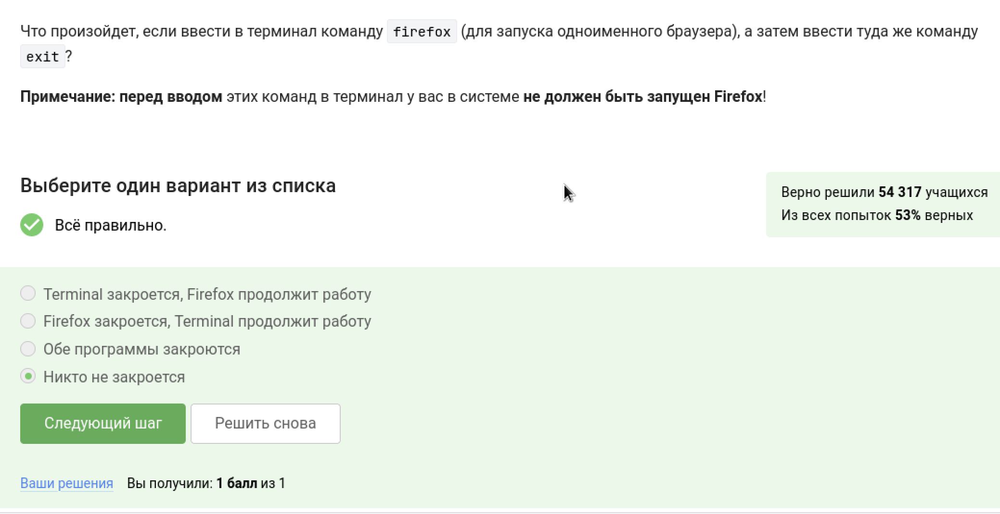 Что произойдет, если ввести в терминал команду firefox (для запуска одноименного браузера), а затем ввести туда же команду
exit ?
Примечание: перед вводом этих команд в терминал у вас в системе не должен быть запущен Firefox!
Выберите один вариант из списка
Всё правильно.
Верно решили 54 317 учащихся
Из всех попыток 53% верных
Terminal закроется, Firefox продолжит работу
Firefox закроется, Terminal продолжит работу
Обе программы закроются
Никто не закроется
Следующий шаг
Решить снова
Ваши решения Вы получили: 1 балл из 1